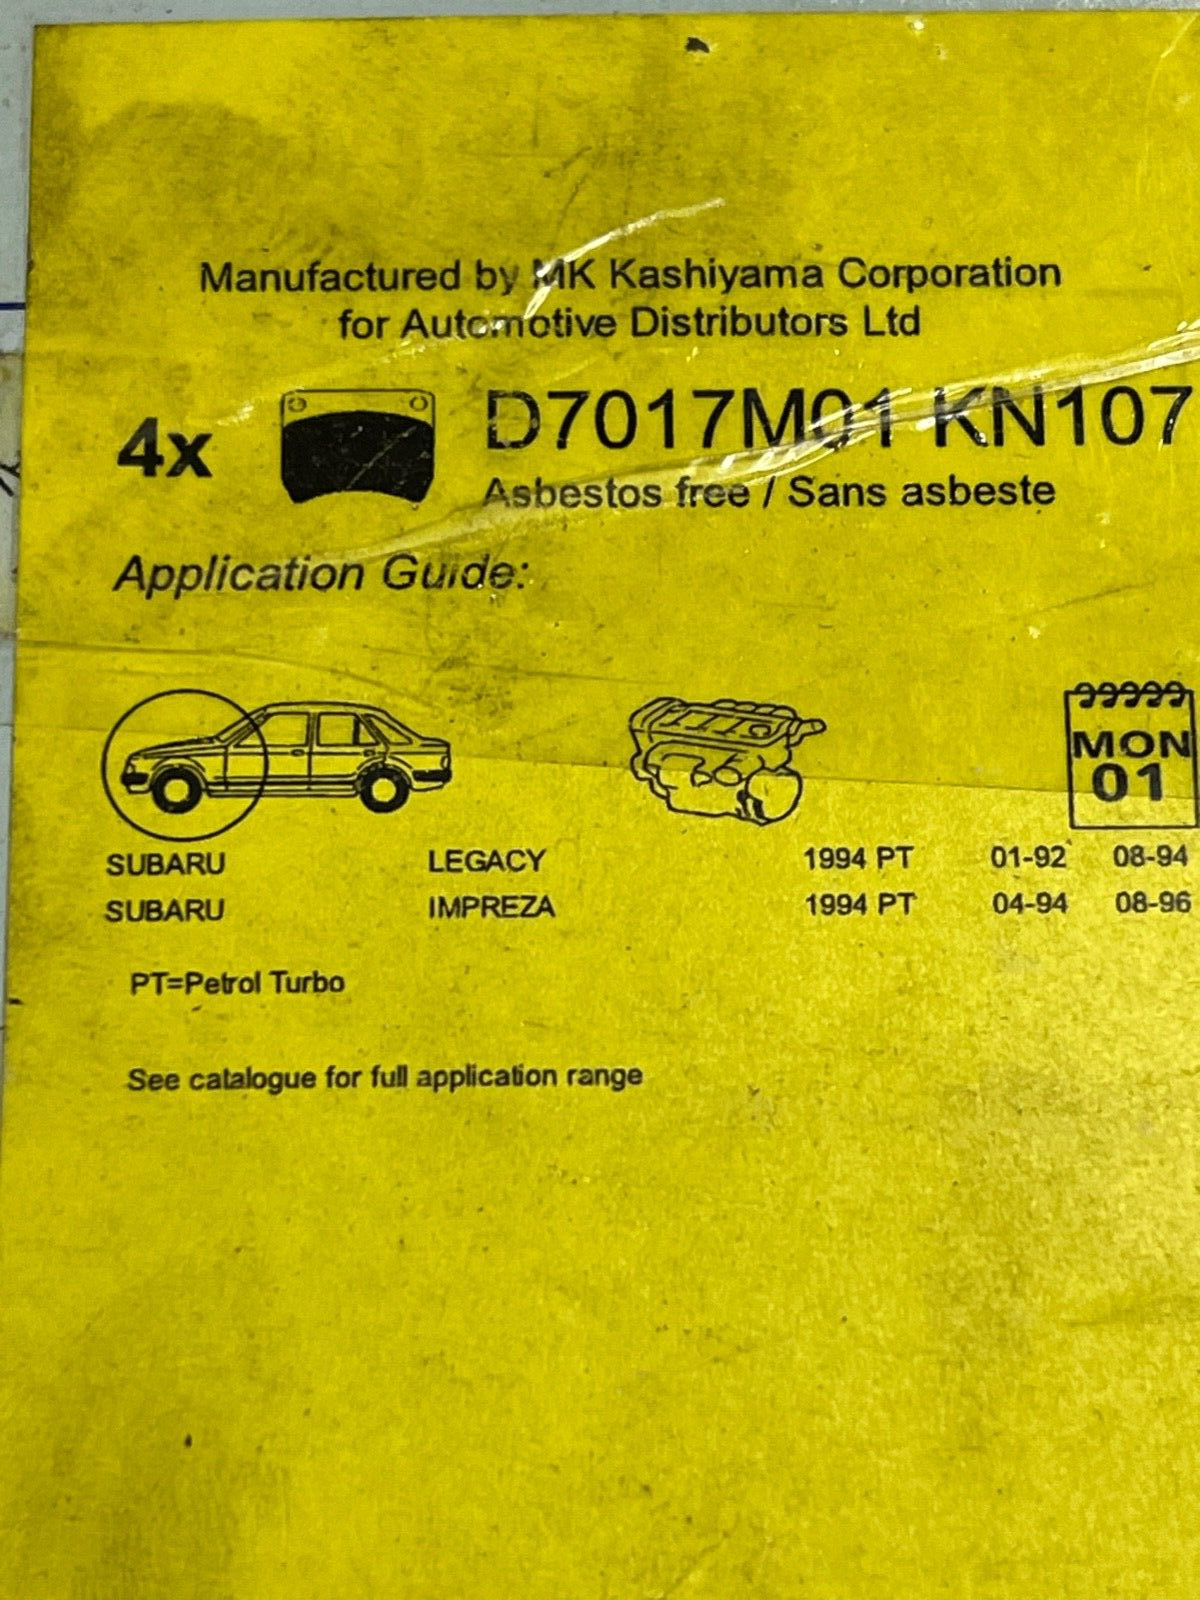 Manufactured by MK Kashiyama Corporation
for Automotive Distributors Ltd
4x D7017M01 KN107
Asbestos free / Sans asbeste
Application Guide:
MON
01
SUBARU LEGACY 1994 PT 01-92 08-94
SUBARU IMPREZA 1994 PT 04-94 08-96
PT=Petrol Turbo
See catalogue for full application range